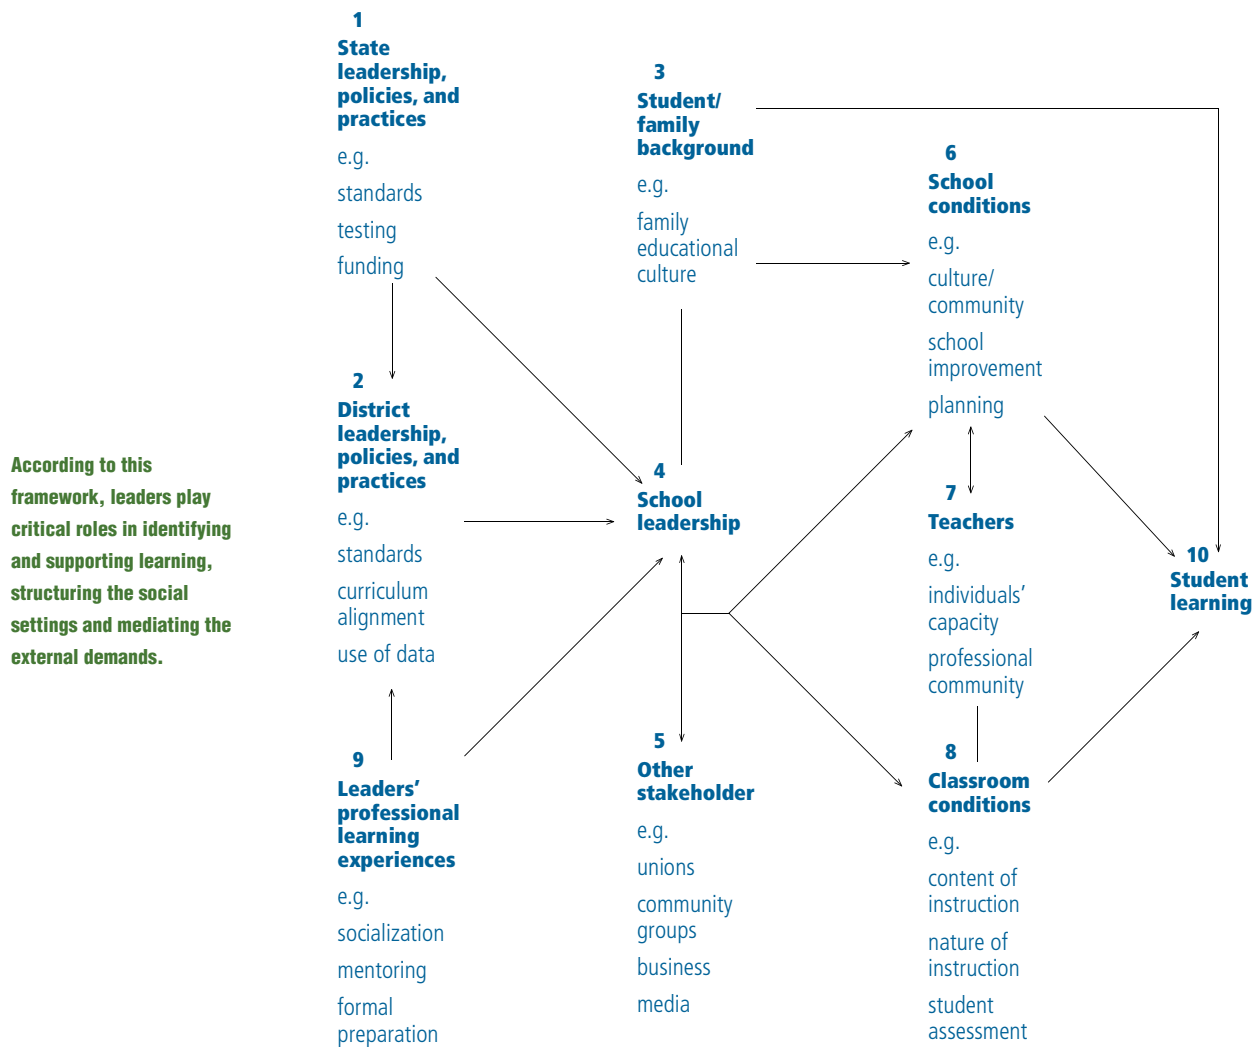 According to this
framework, leaders play
critical roles in identifying
and supporting learning,
structuring the social
settings and mediating the
external demands.
1
State
leadership,
policies, and
practices
e.g.
standards
testing
funding
2
District
leadership,
policies, and
practices
e.g.
standards
curriculum
alignment
use of data
9
Leaders’
professional
learning
experiences
e.g.
socialization
mentoring
formal
preparation
3
Student/
family
background
e.g.
family
educational
culture
4
School
leadership
5
Other
stakeholder
e.g.
unions
community
groups
business
media
6
School
conditions
e.g.
culture/
community
school
improvement
planning
7
Teachers
e.g.
individuals’
capacity
professional
community
8
Classroom
conditions
e.g.
content of
instruction
nature of
instruction
student
assessment
10
Student
learning